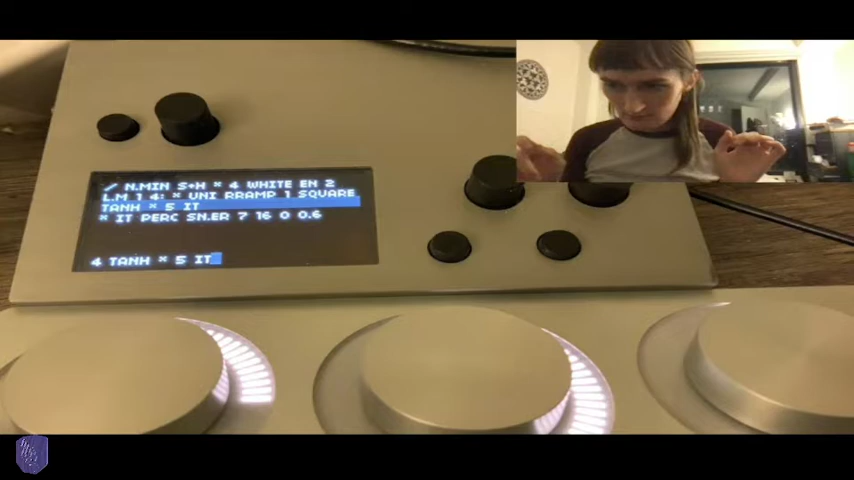 / N.MIN S+H * 4 WHITE EN 2
L.M 1 4: * UNI RRAMP 1 SQUARE
TANH * 5 IT
* IT PERC SN.ER 7 16 0 0.6
4 TANH * 5 IT